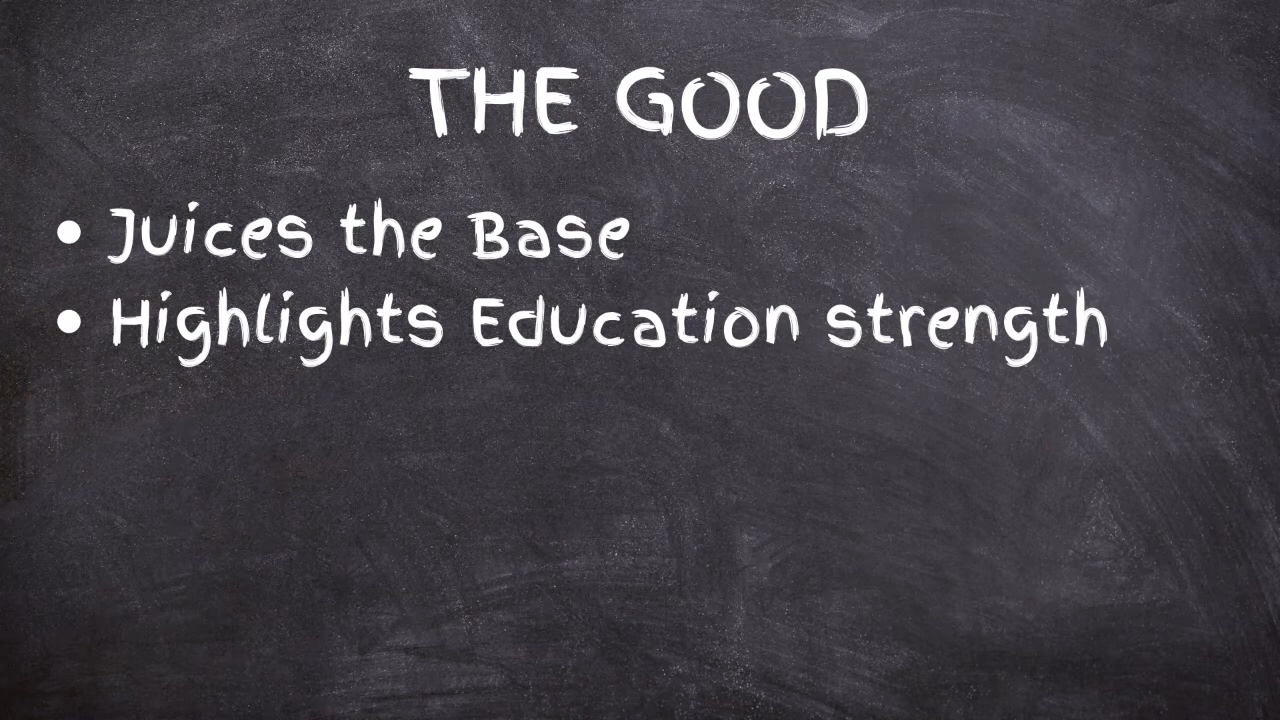 THE GOOD
• Juices the Base
• Highlights Education strength